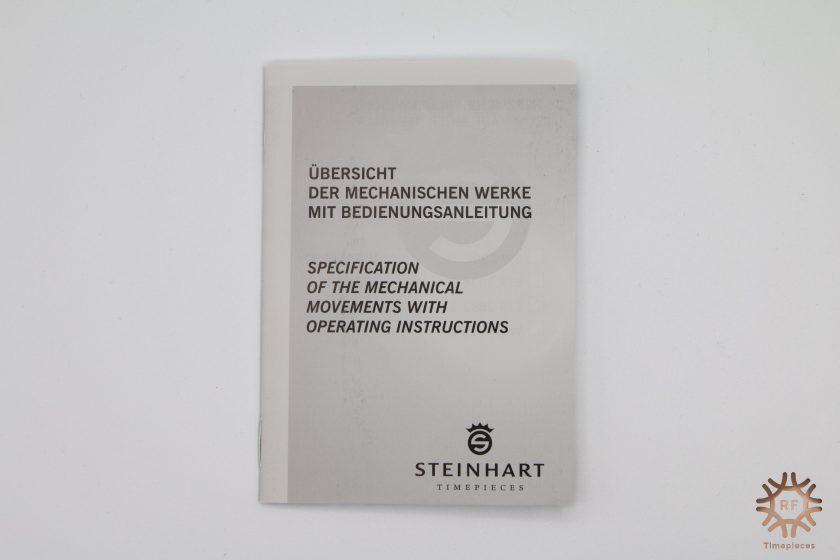 ÜBERSICHT
DER MECHANISCHEN WERKE
MIT BEDIENUNGSANLEITUNG
SPECIFICATION
OF THE MECHANICAL
MOVEMENTS WITH
OPERATING INSTRUCTIONS
S
STEINHART
TIMEPIECES
RF
Timepieces